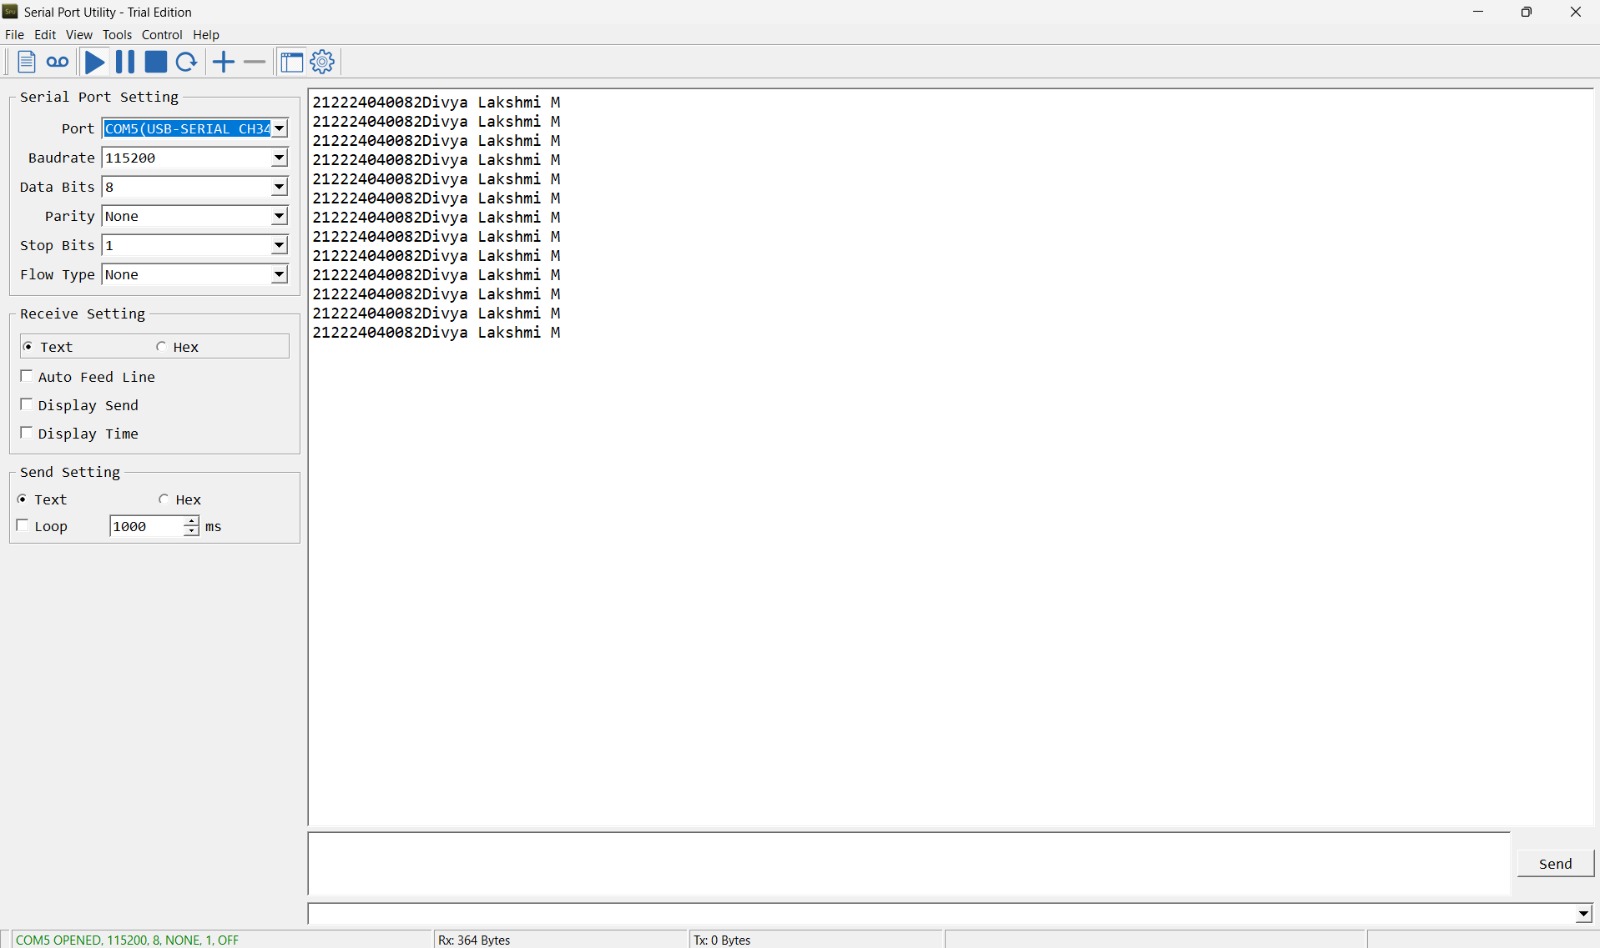 Serial Port Utility - Trial Edition
File Edit View Tools Control Help
Serial Port Setting
Port COM5(USB-SERIAL CH34
Baudrate 115200
Data Bits 8
Parity None
Stop Bits 1
Flow Type None
Receive Setting
Text Hex
Auto Feed Line
Display Send
Display Time
Send Setting
Text Hex
Loop 1000 ms
212224040082Divya Lakshmi M
212224040082Divya Lakshmi M
212224040082Divya Lakshmi M
212224040082Divya Lakshmi M
212224040082Divya Lakshmi M
212224040082Divya Lakshmi M
212224040082Divya Lakshmi M
212224040082Divya Lakshmi M
212224040082Divya Lakshmi M
212224040082Divya Lakshmi M
212224040082Divya Lakshmi M
212224040082Divya Lakshmi M
212224040082Divya Lakshmi M
Send
COM5 OPENED, 115200, 8, NONE, 1, OFF
Rx: 364 Bytes
Tx: 0 Bytes